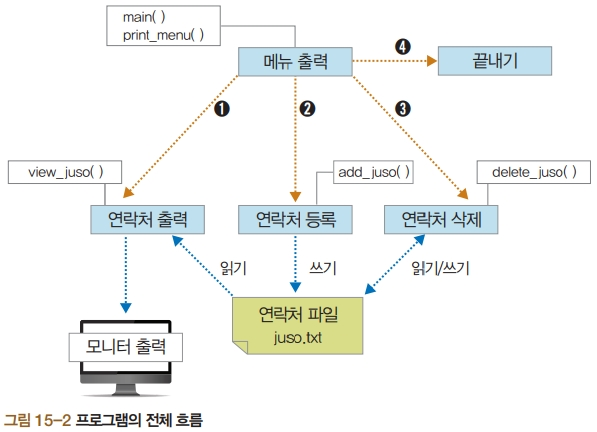 main( )
print_menu( )
메뉴 출력
❹
끝내기
❶
❷
❸
view_juso( )
add_juso( )
delete_juso( )
연락처 출력
연락처 등록
연락처 삭제
읽기
쓰기
읽기/쓰기
연락처 파일
juso.txt
모니터 출력
그림 15-2 프로그램의 전체 흐름